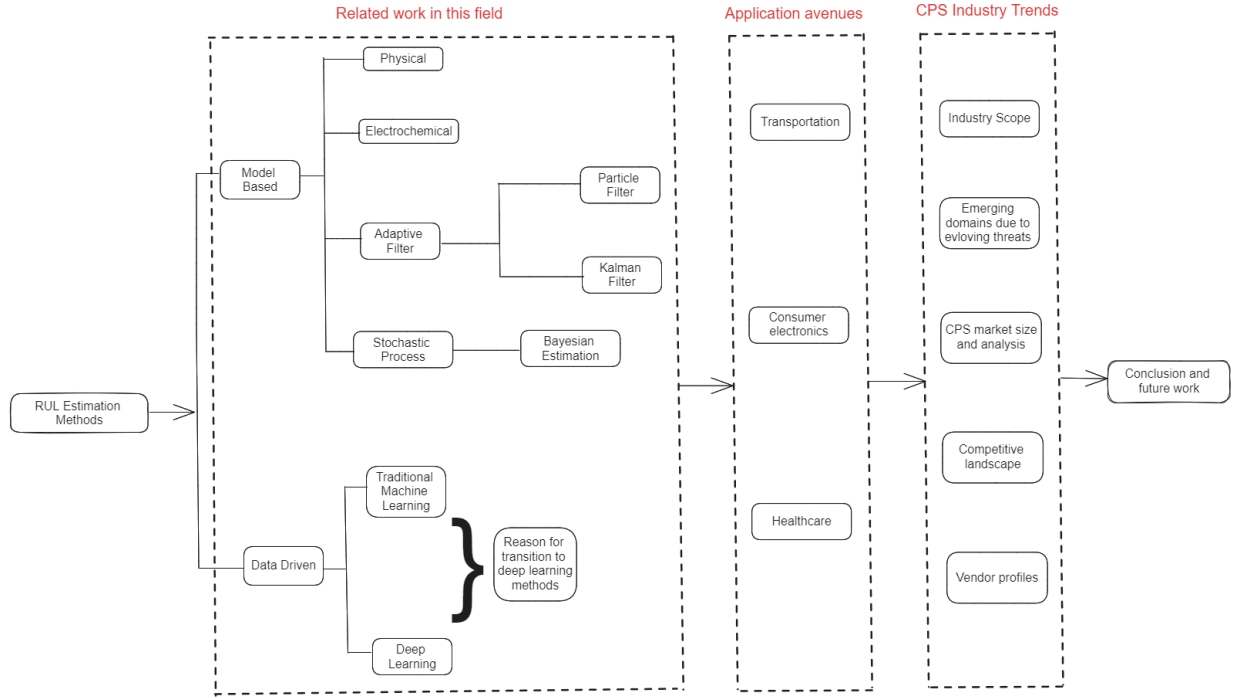 Related work in this field
Application avenues
CPS Industry Trends
Physical
Electrochemical
Model
Based
Adaptive
Filter
Particle
Filter
Kalman
Filter
Stochastic
Process
Bayesian
Estimation
RUL Estimation
Methods
Data Driven
Traditional
Machine
Learning
}
Reason for
transition to
deep learning
methods
Deep
Learning
Transportation
Consumer
electronics
Healthcare
Industry Scope
Emerging
domains due to
evloving threats
CPS market size
and analysis
Competitive
landscape
Vendor profiles
Conclusion and
future work